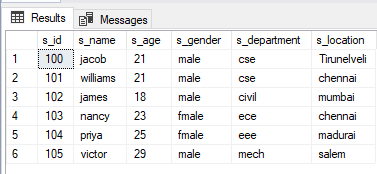 Results Messages
s_id s_name s_age s_gender s_department s_location
1 100 jacob 21 male cse Tirunelveli
2 101 williams 21 male cse chennai
3 102 james 18 male civil mumbai
4 103 nancy 23 fmale ece chennai
5 104 priya 25 fmale eee madurai
6 105 victor 29 male mech salem